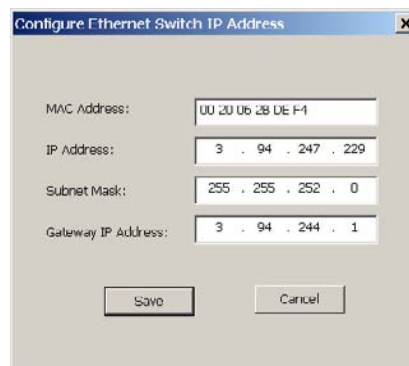 Configure Ethernet Switch IP Address
MAC Address: 00 20 06 2B DE F4
IP Address: 3 . 94 . 247 . 229
Subnet Mask: 255 . 255 . 252 . 0
Gateway IP Address: 3 . 94 . 244 . 1
Save Cancel